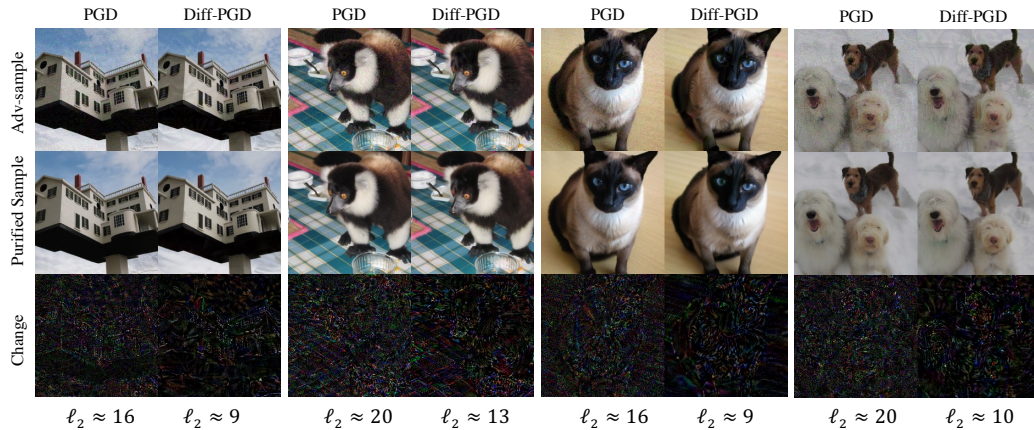 PGD Diff-PGD PGD Diff-PGD PGD Diff-PGD PGD Diff-PGD
Adv-sample
Purified Sample
Change
ℓ₂ ≈ 16 ℓ₂ ≈ 9 ℓ₂ ≈ 20 ℓ₂ ≈ 13 ℓ₂ ≈ 16 ℓ₂ ≈ 9 ℓ₂ ≈ 20 ℓ₂ ≈ 10